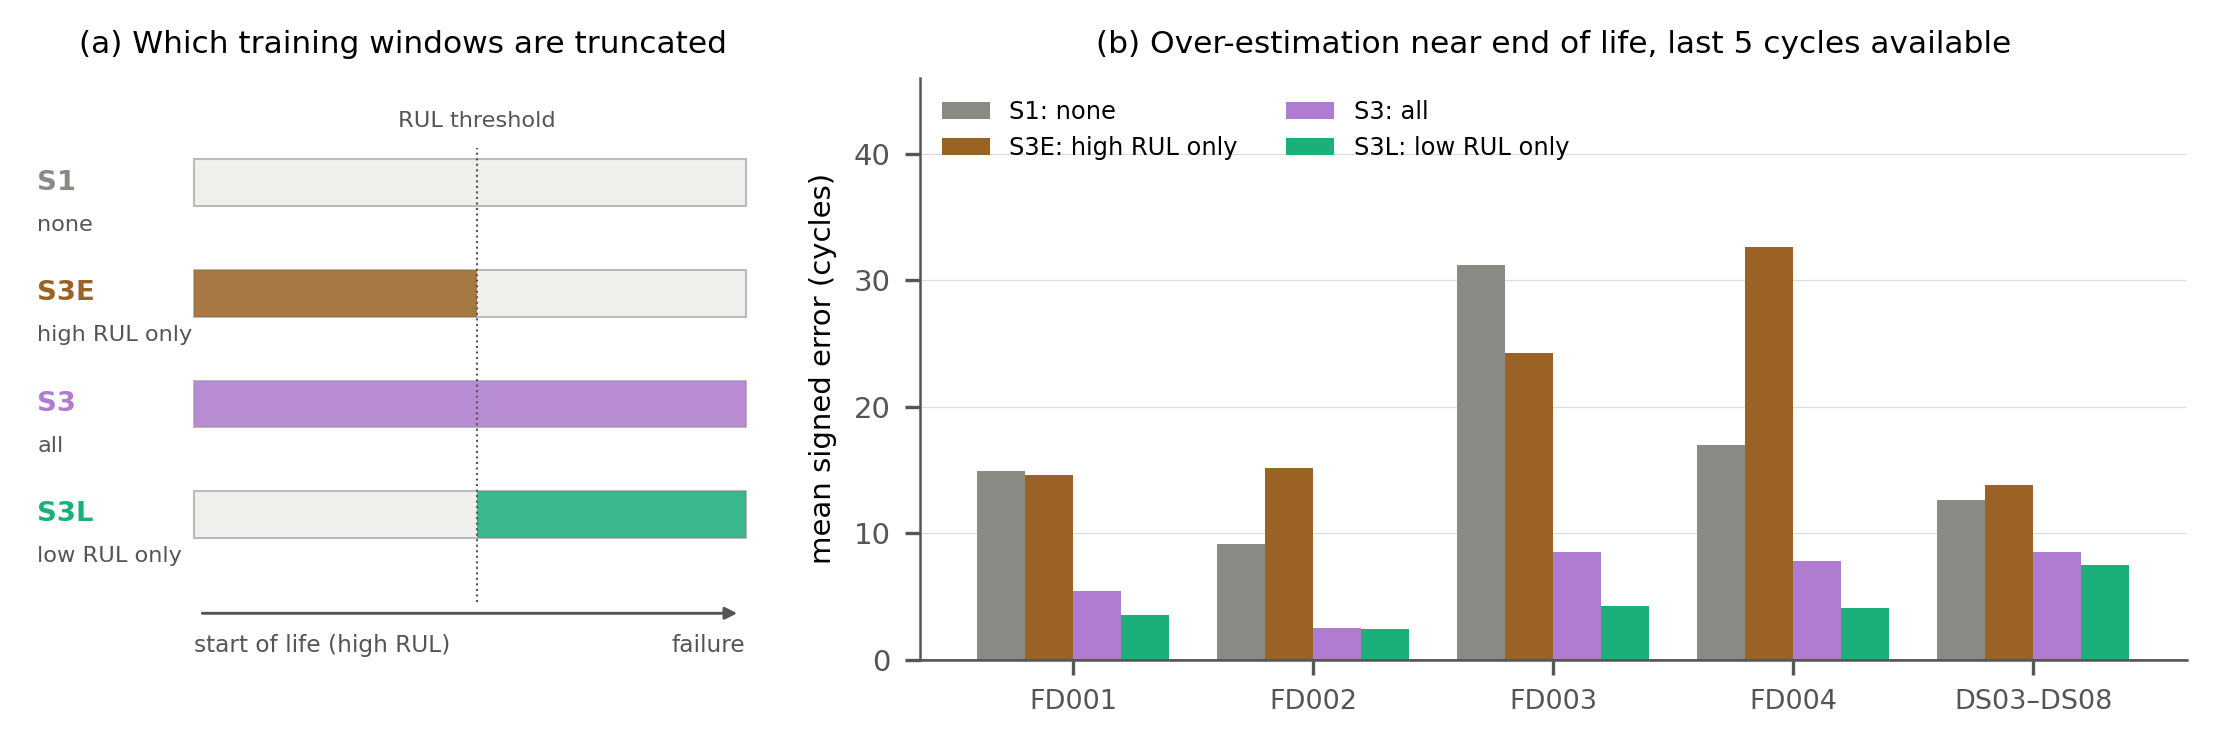 (a) Which training windows are truncated
RUL threshold
S1
none
S3E
high RUL only
S3
all
S3L
low RUL only
start of life (high RUL)
failure
(b) Over-estimation near end of life, last 5 cycles available
S1: none
S3E: high RUL only
S3: all
S3L: low RUL only
mean signed error (cycles)
40
30
20
10
0
FD001
FD002
FD003
FD004
DS03–DS08